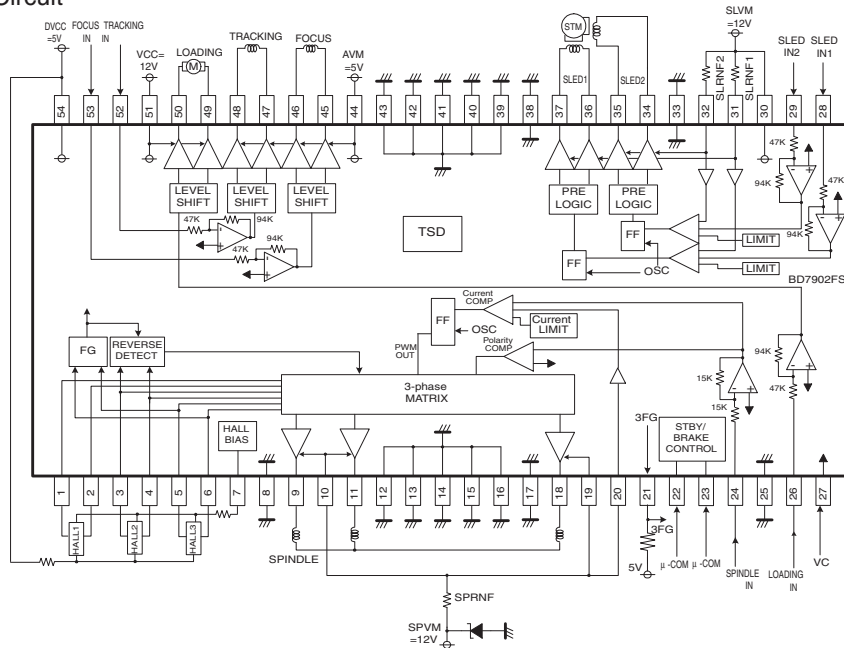 Circuit
DVCC =5V
FOCUS IN
TRACKING IN
VCC= 12V
LOADING
M
TRACKING
FOCUS
AVM =5V
STM
SLED1
SLED2
SLVM =12V
SLRNF2
SLRNF1
SLED IN2
SLED IN1
54 53 52 51 50 49 48 47 46 45 44 43 42 41 40 39 38 37 36 35 34 33 32 31 30 29 28
LEVEL SHIFT
LEVEL SHIFT
LEVEL SHIFT
47K
94K
47K
94K
TSD
PRE LOGIC
PRE LOGIC
FF
FF
OSC
LIMIT
LIMIT
47K
94K
47K
94K
BD7902FS
FG
REVERSE DETECT
PWM OUT
FF
OSC
Current COMP
Current LIMIT
Polarity COMP
3-phase MATRIX
HALL BIAS
15K
15K
94K
47K
3FG
STBY/ BRAKE CONTROL
1 2 3 4 5 6 7 8 9 10 11 12 13 14 15 16 17 18 19 20 21 22 23 24 25 26 27
HALL1
HALL2
HALL3
SPINDLE
SPRNF
SPVM =12V
3FG
5V
μ-COM
μ-COM
SPINDLE IN
LOADING IN
VC